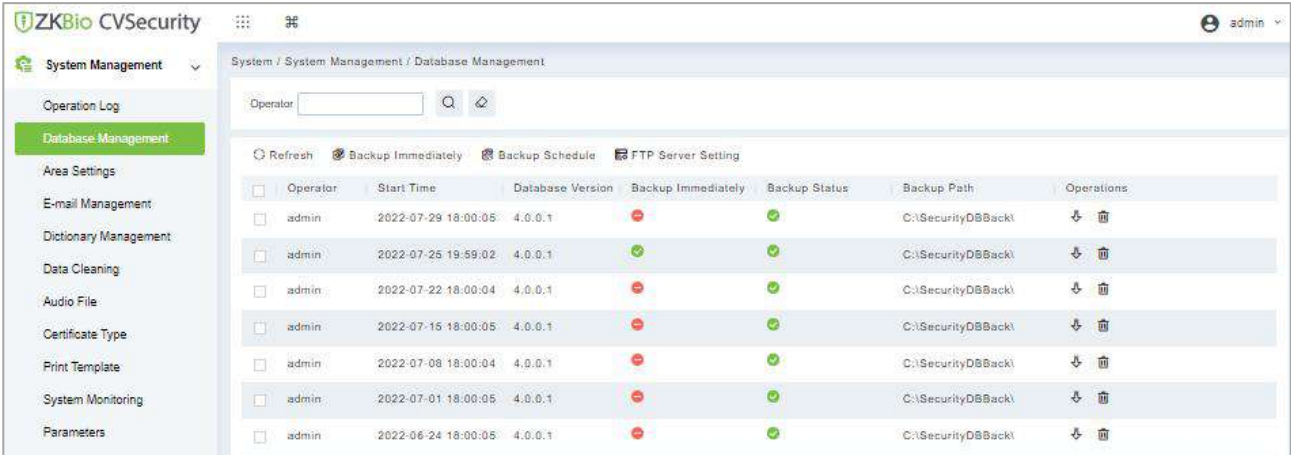 ZKBio CVSecurity
admin
System Management
System / System Management / Database Management
Operation Log
Operator
Database Management
Refresh Backup Immediately Backup Schedule FTP Server Setting
Area Settings
Operator Start Time Database Version Backup Immediately Backup Status Backup Path Operations
E-mail Management
admin 2022-07-29 18:00:05 4.0.0.1 C:\SecurityDBBack\
Dictionary Management
admin 2022-07-25 19:59:02 4.0.0.1 C:\SecurityDBBack\
Data Cleaning
admin 2022-07-22 18:00:04 4.0.0.1 C:\SecurityDBBack\
Audio File
admin 2022-07-15 18:00:05 4.0.0.1 C:\SecurityDBBack\
Certificate Type
admin 2022-07-08 18:00:04 4.0.0.1 C:\SecurityDBBack\
Print Template
admin 2022-07-01 18:00:05 4.0.0.1 C:\SecurityDBBack\
System Monitoring
admin 2022-06-24 18:00:05 4.0.0.1 C:\SecurityDBBack\
Parameters